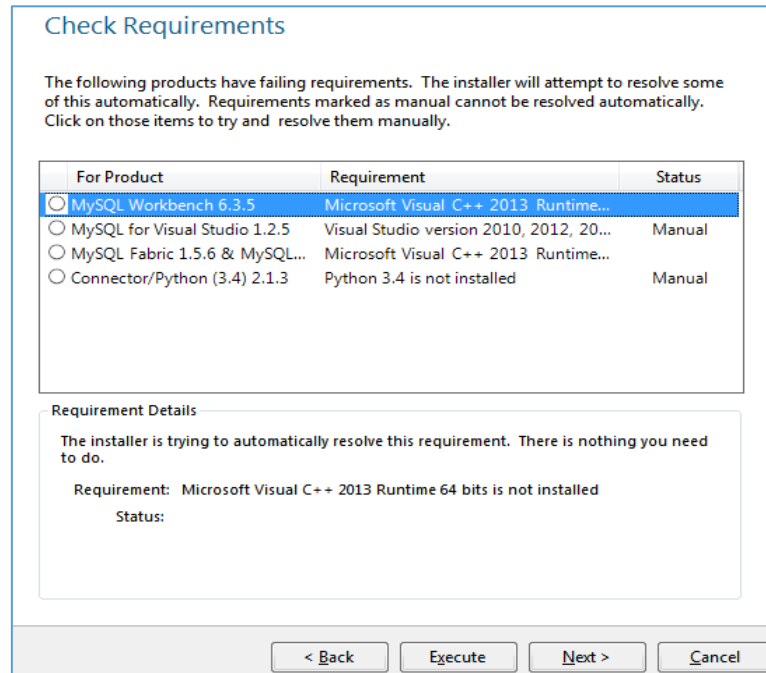 Check Requirements
The following products have failing requirements. The installer will attempt to resolve some
of this automatically. Requirements marked as manual cannot be resolved automatically.
Click on those items to try and resolve them manually.
For Product Requirement Status
MySQL Workbench 6.3.5 Microsoft Visual C++ 2013 Runtime...
MySQL for Visual Studio 1.2.5 Visual Studio version 2010, 2012, 20... Manual
MySQL Fabric 1.5.6 & MySQL... Microsoft Visual C++ 2013 Runtime...
Connector/Python (3.4) 2.1.3 Python 3.4 is not installed Manual
Requirement Details
The installer is trying to automatically resolve this requirement. There is nothing you need
to do.
Requirement: Microsoft Visual C++ 2013 Runtime 64 bits is not installed
Status:
< Back Execute Next > Cancel